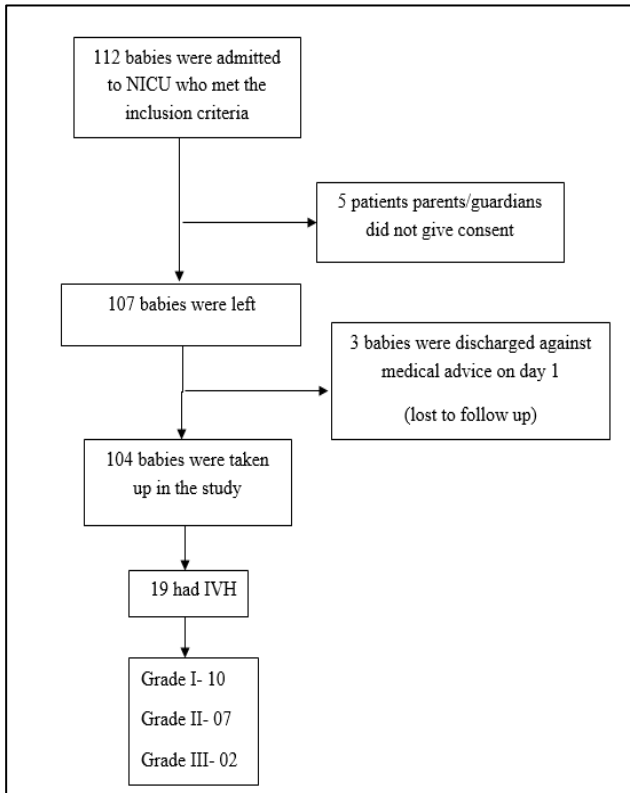 112 babies were admitted
to NICU who met the
inclusion criteria
5 patients parents/guardians
did not give consent
107 babies were left
3 babies were discharged against
medical advice on day 1
(lost to follow up)
104 babies were taken
up in the study
19 had IVH
Grade I- 10
Grade II- 07
Grade III- 02